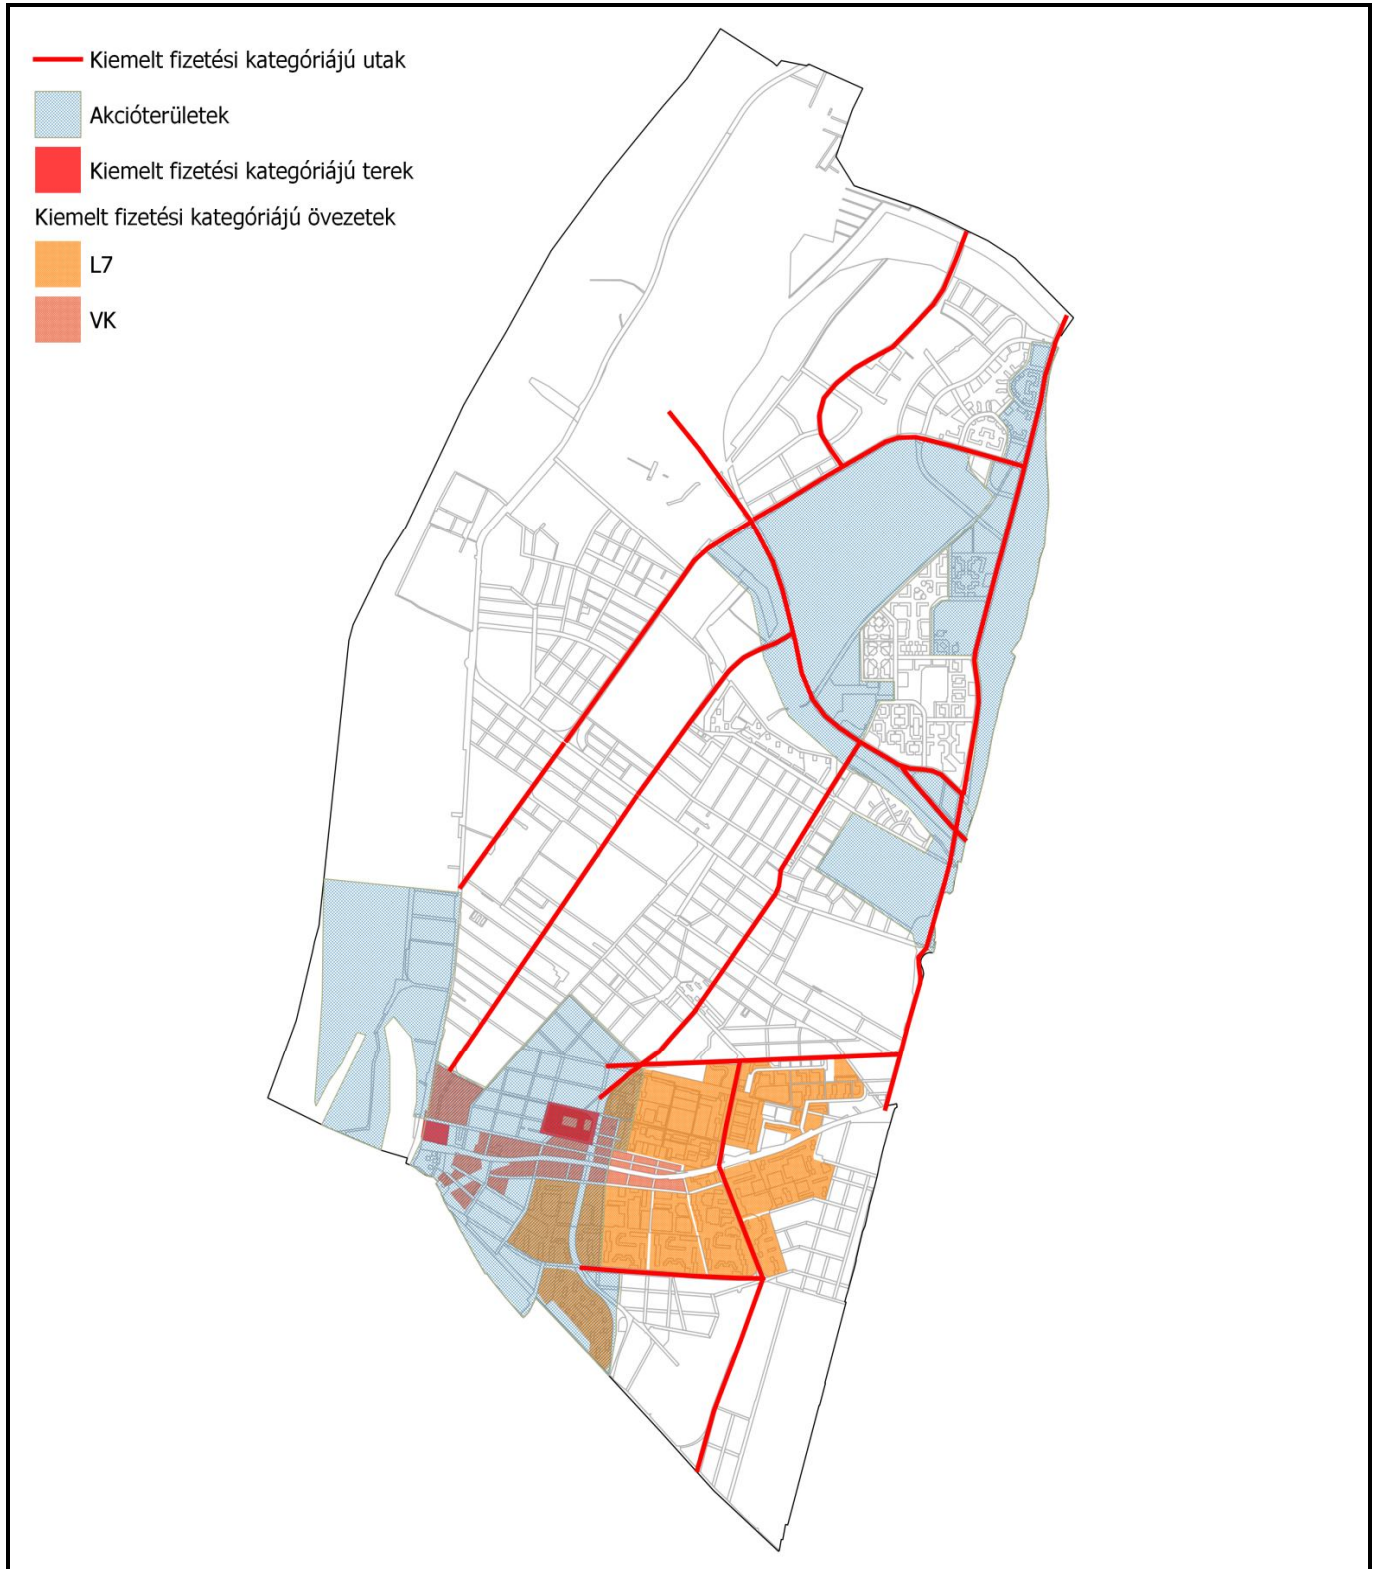 Kiemelt fizetési kategóriájú utak
Akcióterületek
Kiemelt fizetési kategóriájú terek
Kiemelt fizetési kategóriájú övezetek
L7
VK